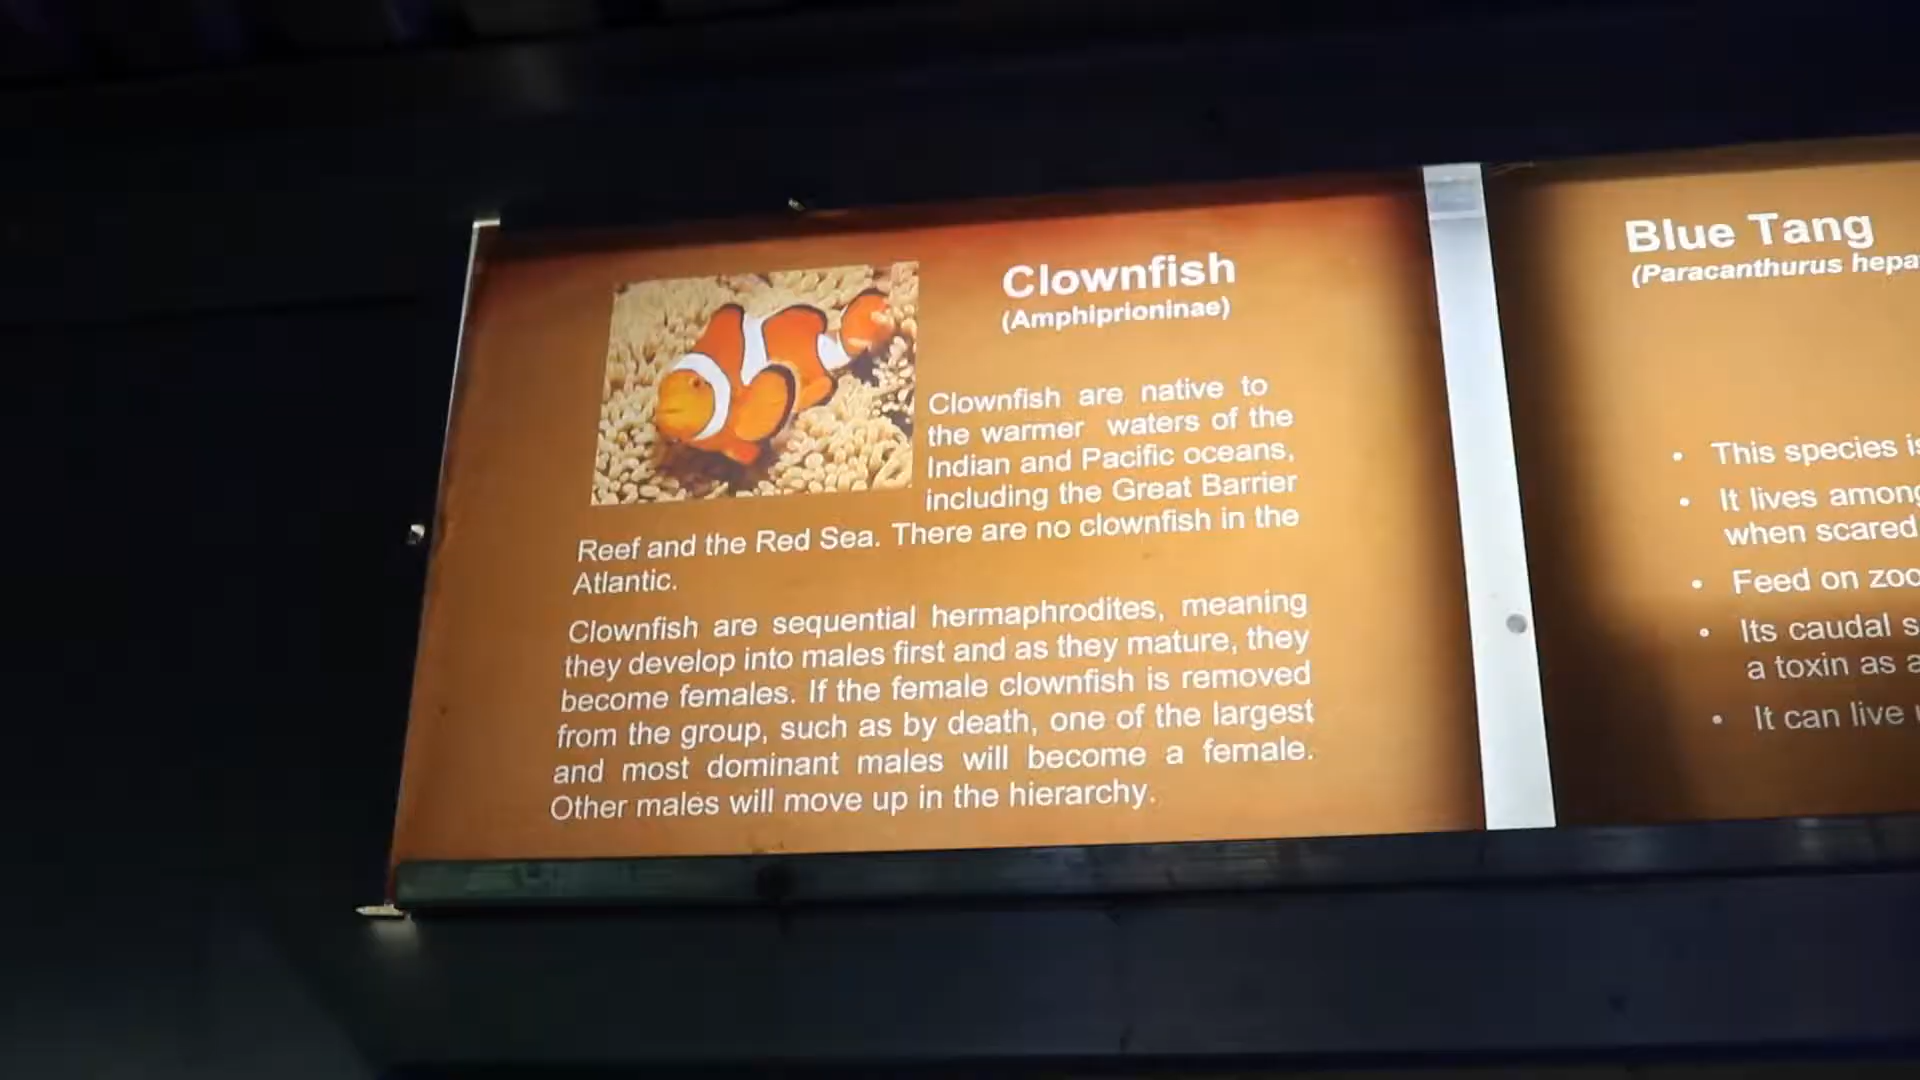 Clownfish
(Amphiprioninae)
Clownfish are native to
the warmer waters of the
Indian and Pacific oceans,
including the Great Barrier
Reef and the Red Sea. There are no clownfish in the
Atlantic.
Clownfish are sequential hermaphrodites, meaning
they develop into males first and as they mature, they
become females. If the female clownfish is removed
from the group, such as by death, one of the largest
and most dominant males will become a female.
Other males will move up in the hierarchy.
Blue Tang
(Paracanthurus hepa
• This species
• It lives among
when scared
• Feed on zoo
• Its caudal s
a toxin as a
• It can live